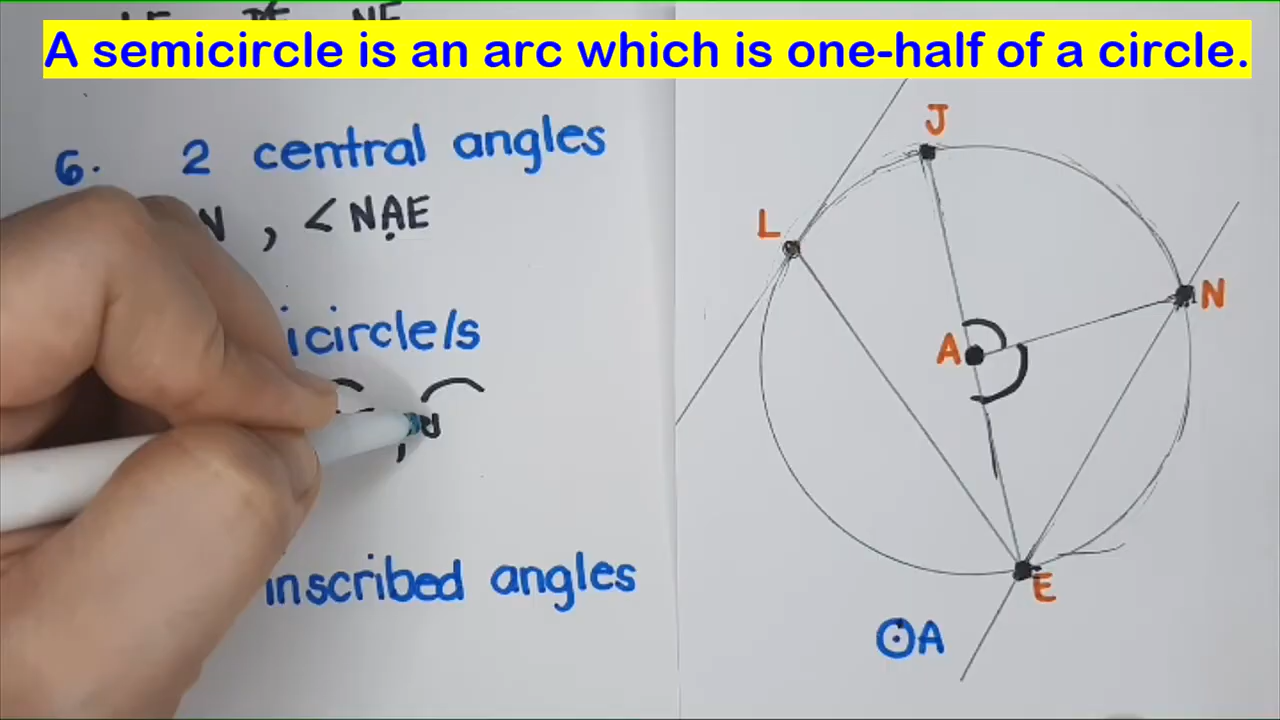 A semicircle is an arc which is one-half of a circle.
6. 2 central angles
N , <NAE
icircle/s
inscribed angles
J
L
N
A
E
⊙A